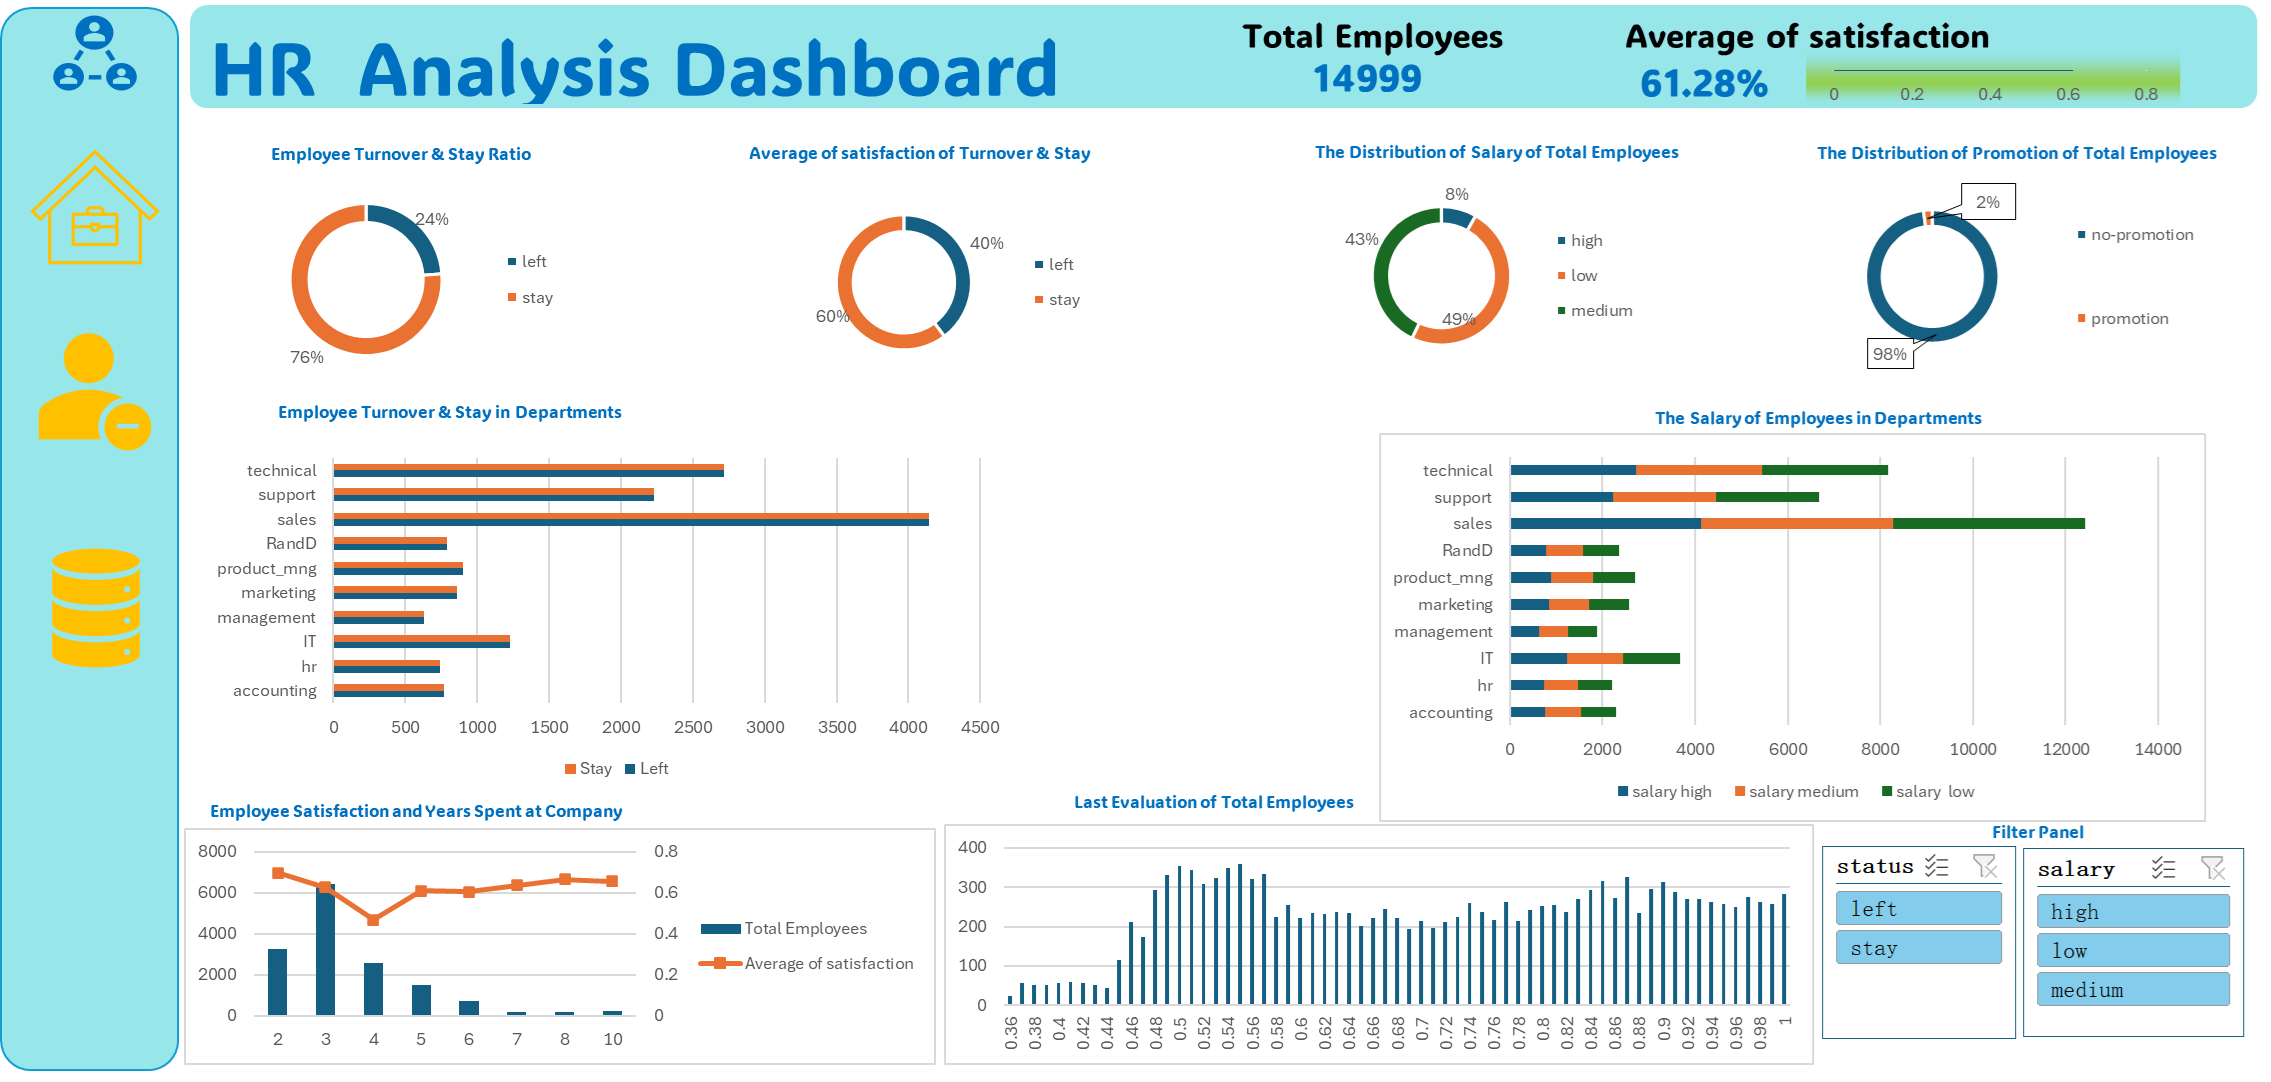 HR  Analysis Dashboard
Total Employees
14999
Average of satisfaction
61.28%
0 0.2 0.4 0.6 0.8
Employee Turnover & Stay Ratio
24%
76%
left
stay
Average of satisfaction of Turnover & Stay
40%
60%
left
stay
The Distribution of Salary of Total Employees
8%
43%
49%
high
low
medium
The Distribution of Promotion of Total Employees
2%
98%
no-promotion
promotion
Employee Turnover & Stay in Departments
technical
support
sales
RandD
product_mng
marketing
management
IT
hr
accounting
0 500 1000 1500 2000 2500 3000 3500 4000 4500
Stay Left
The Salary of Employees in Departments
technical
support
sales
RandD
product_mng
marketing
management
IT
hr
accounting
0 2000 4000 6000 8000 10000 12000 14000
salary high salary medium salary  low
Employee Satisfaction and Years Spent at Company
8000 0.8
6000 0.6
4000 0.4
2000 0.2
0 0
2 3 4 5 6 7 8 10
Total Employees
Average of satisfaction
Last Evaluation of Total Employees
400
300
200
100
0
0.36 0.38 0.4 0.42 0.44 0.46 0.48 0.5 0.52 0.54 0.56 0.58 0.6 0.62 0.64 0.66 0.68 0.7 0.72 0.74 0.76 0.78 0.8 0.82 0.84 0.86 0.88 0.9 0.92 0.94 0.96 0.98 1
Filter Panel
status
left
stay
salary
high
low
medium